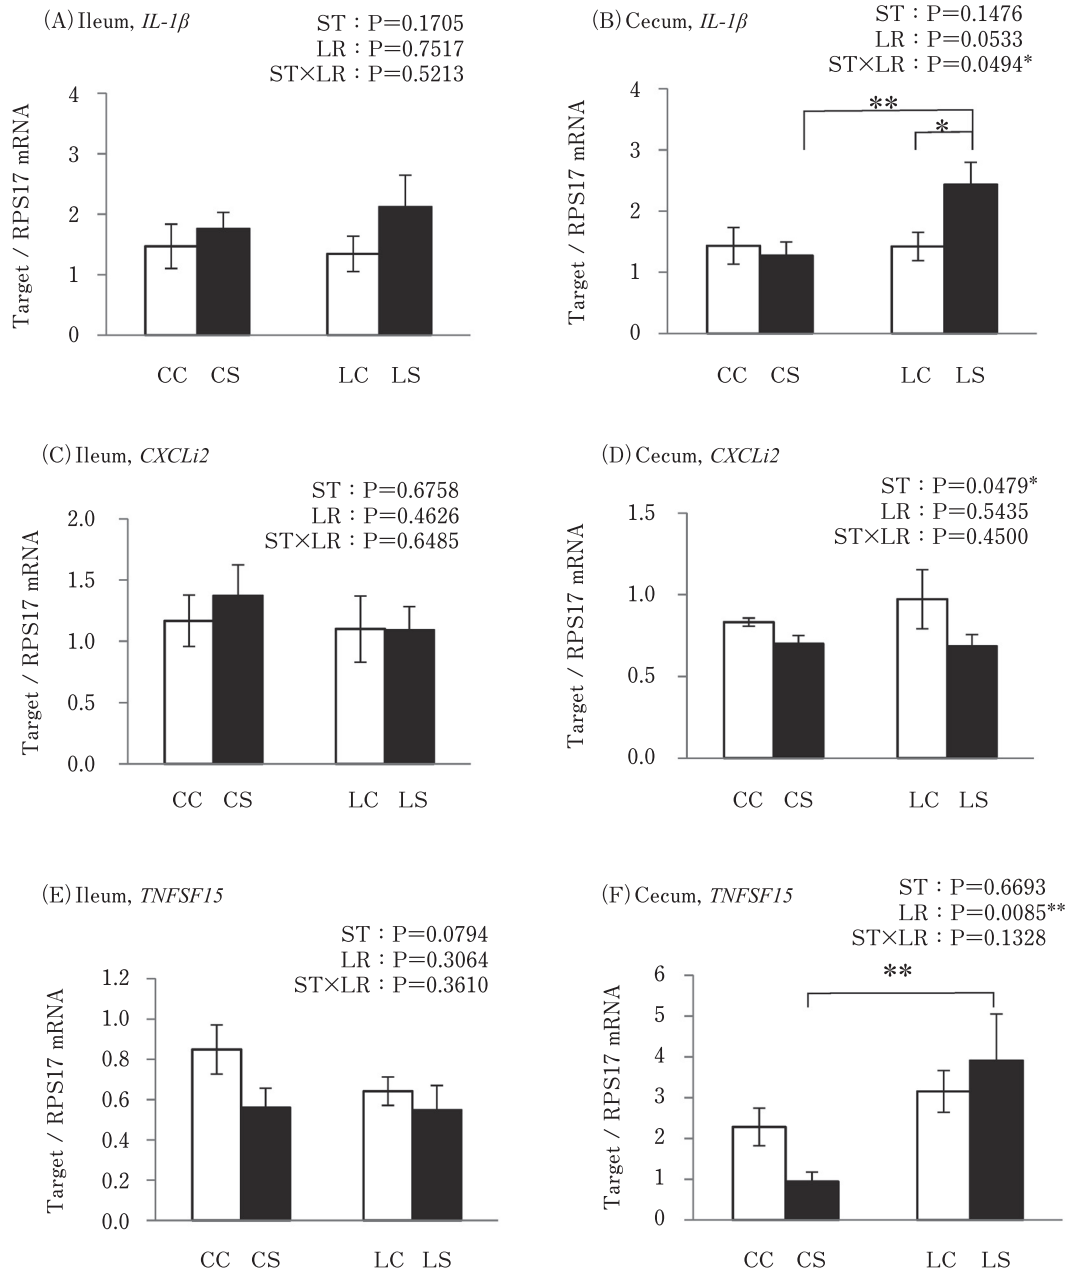 (A) Ileum, IL-1β
ST：P=0.1705
LR：P=0.7517
ST×LR：P=0.5213
Target / RPS17 mRNA
4
3
2
1
0
CC CS LC LS
(B) Cecum, IL-1β
ST：P=0.1476
LR：P=0.0533
ST×LR：P=0.0494*
Target / RPS17 mRNA
4
3
2
1
0
**
*
CC CS LC LS
(C) Ileum, CXCLi2
ST：P=0.6758
LR：P=0.4626
ST×LR：P=0.6485
Target / RPS17 mRNA
2.0
1.5
1.0
0.5
0.0
CC CS LC LS
(D) Cecum, CXCLi2
ST：P=0.0479*
LR：P=0.5435
ST×LR：P=0.4500
Target / RPS17 mRNA
1.5
1.0
0.5
0.0
CC CS LC LS
(E) Ileum, TNFSF15
ST：P=0.0794
LR：P=0.3064
ST×LR：P=0.3610
Target / RPS17 mRNA
1.2
1.0
0.8
0.6
0.4
0.2
0.0
CC CS LC LS
(F) Cecum, TNFSF15
ST：P=0.6693
LR：P=0.0085**
ST×LR：P=0.1328
Target / RPS17 mRNA
6
5
4
3
2
1
0
**
CC CS LC LS